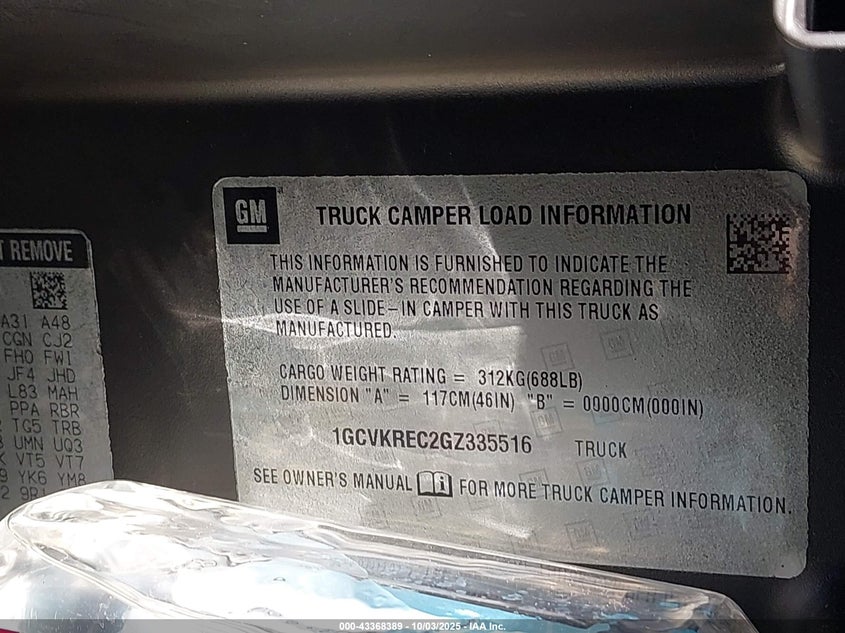 GM
TRUCK CAMPER LOAD INFORMATION
THIS INFORMATION IS FURNISHED TO INDICATE THE
MANUFACTURER'S RECOMMENDATION REGARDING THE
USE OF A SLIDE-IN CAMPER WITH THIS TRUCK AS
MANUFACTURED.
CARGO WEIGHT RATING = 312KG(688LB)
DIMENSION "A" = 117CM(46IN) "B" = 0000CM(000IN)
1GCVKREC2GZ335516 TRUCK
SEE OWNER'S MANUAL FOR MORE TRUCK CAMPER INFORMATION.
REMOVE
A31 A48
CGN CJ2
FHO FW1
JF4 JHD
L83 MAH
PPA RBR
TG5 TRB
UMN UQ3
VT5 VT7
YK6 YM8
000-43368389 - 10/03/2025 - IAA Inc.